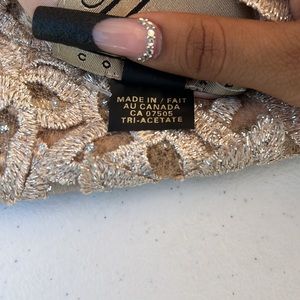 MADE IN / FAIT
AU CANADA
CA 07505
TRI-ACETATE